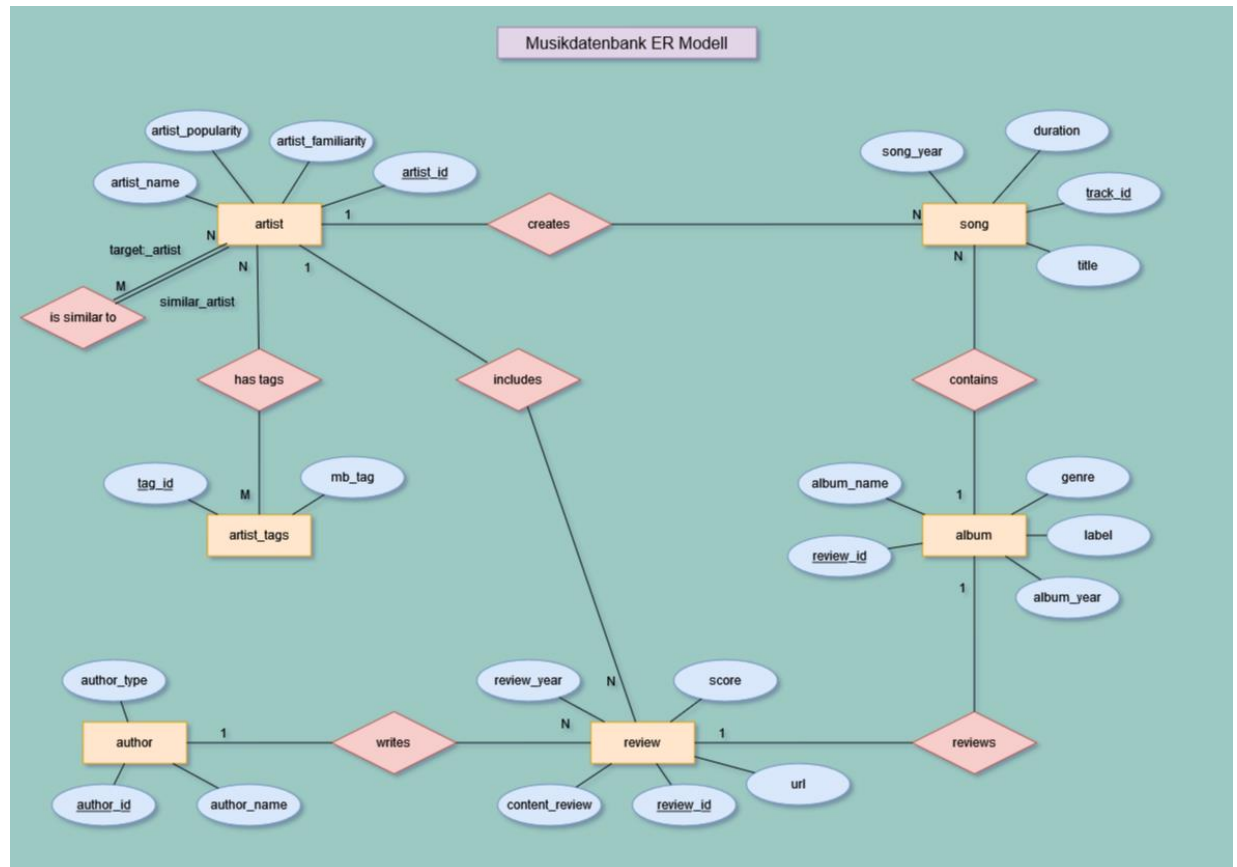 Musikdatenbank ER Modell
artist_popularity
artist_familiarity
artist_name
artist_id
song_year
duration
track_id
title
artist
1
creates
N
song
N
target:_artist
M
similar_artist
is similar to
N
1
N
has tags
includes
contains
tag_id
mb_tag
M
artist_tags
album_name
1
genre
review_id
album
label
album_year
1
author_type
review_year
N
score
author
1
writes
N
review
1
reviews
author_id
author_name
content_review
review_id
url